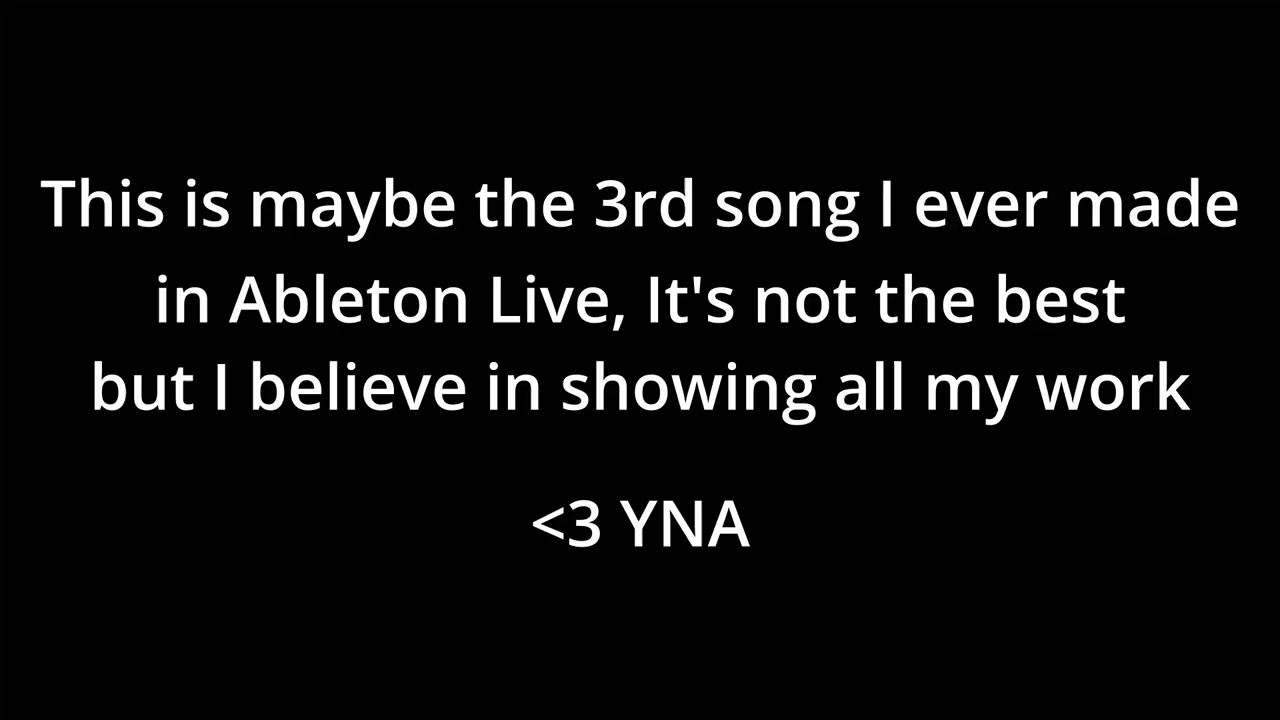 This is maybe the 3rd song I ever made
in Ableton Live, It's not the best
but I believe in showing all my work
<3 YNA